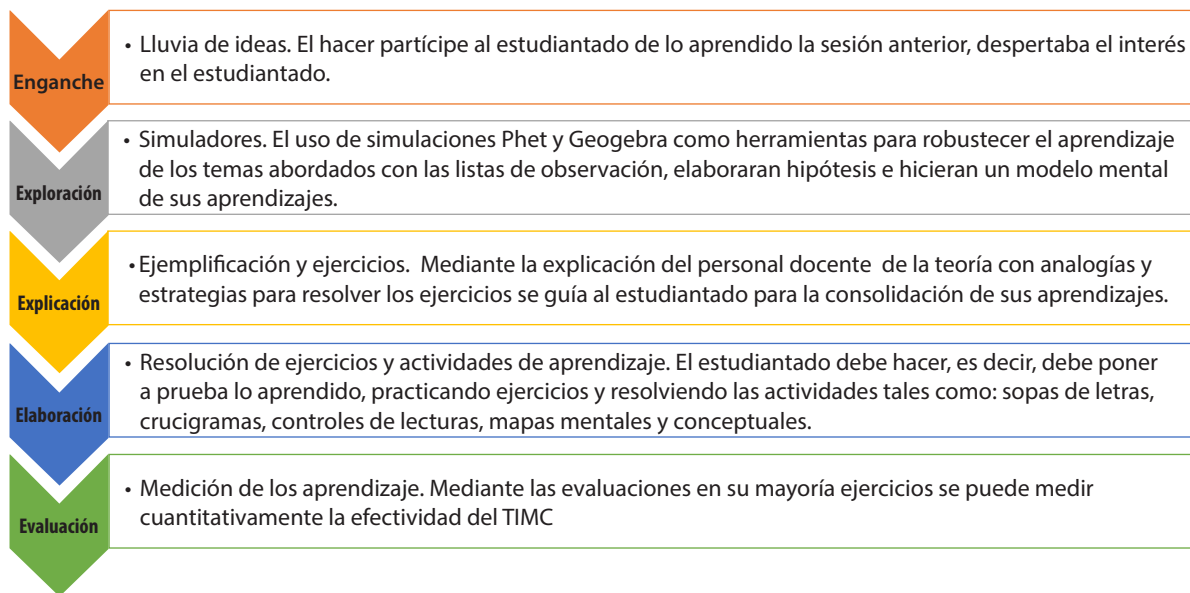 Enganche
• Lluvia de ideas. El hacer partícipe al estudiantado de lo aprendido la sesión anterior, despertaba el interés
en el estudiantado.
Exploración
• Simuladores. El uso de simulaciones Phet y Geogebra como herramientas para robustecer el aprendizaje
de los temas abordados con las listas de observación, elaboraran hipótesis e hicieran un modelo mental
de sus aprendizajes.
Explicación
• Ejemplificación y ejercicios. Mediante la explicación del personal docente de la teoría con analogías y
estrategias para resolver los ejercicios se guía al estudiantado para la consolidación de sus aprendizajes.
Elaboración
• Resolución de ejercicios y actividades de aprendizaje. El estudiantado debe hacer, es decir, debe poner
a prueba lo aprendido, practicando ejercicios y resolviendo las actividades tales como: sopas de letras,
crucigramas, controles de lecturas, mapas mentales y conceptuales.
Evaluación
• Medición de los aprendizaje. Mediante las evaluaciones en su mayoría ejercicios se puede medir
cuantitativamente la efectividad del TIMC